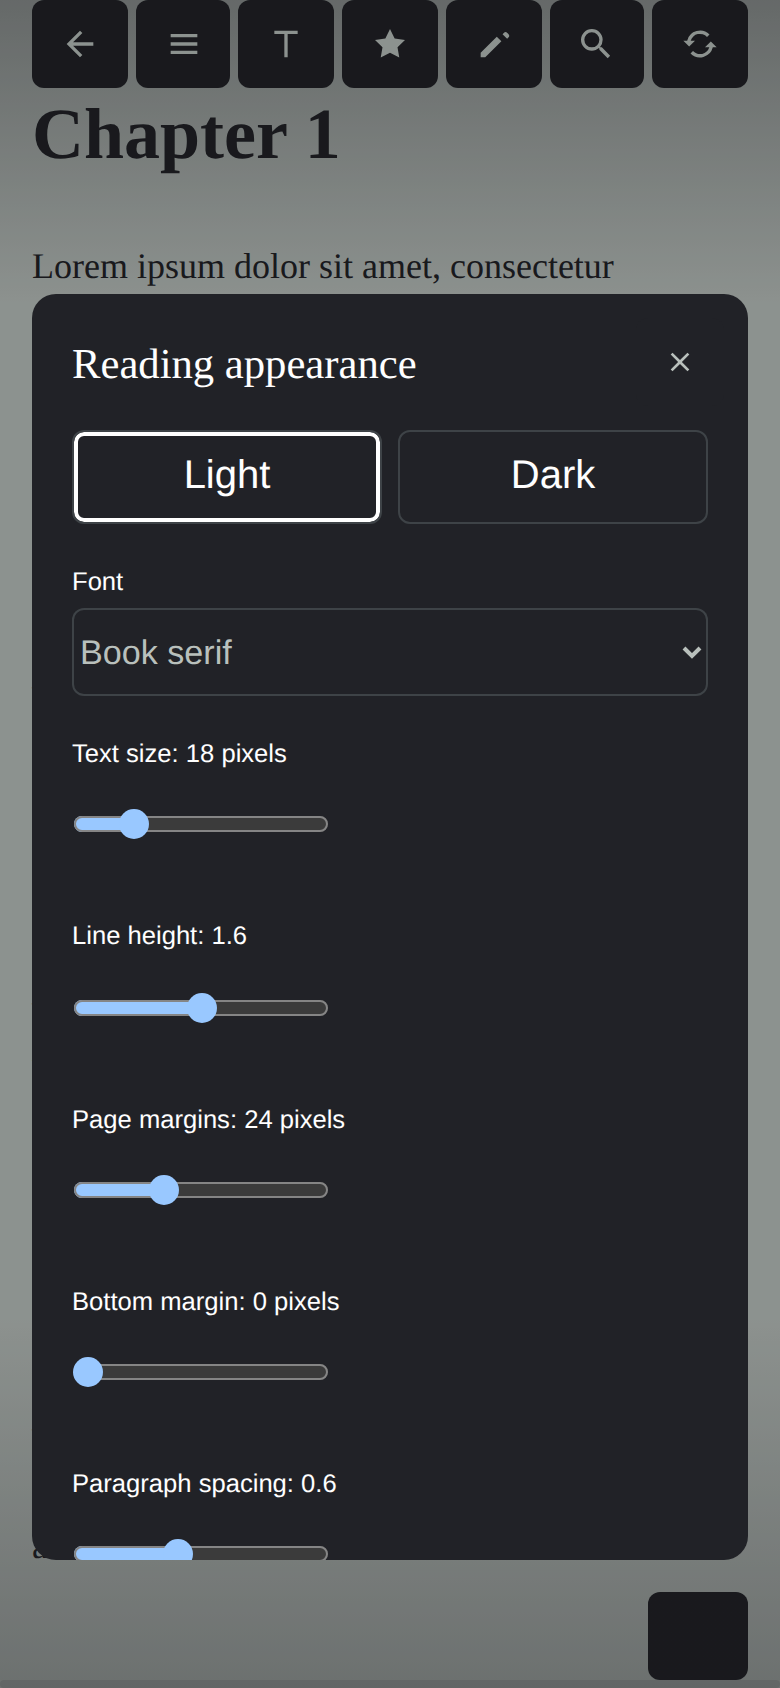 Chapter 1
Lorem ipsum dolor sit amet, consectetur
Reading appearance
Light
Dark
Font
Book serif
Text size: 18 pixels
Line height: 1.6
Page margins: 24 pixels
Bottom margin: 0 pixels
Paragraph spacing: 0.6